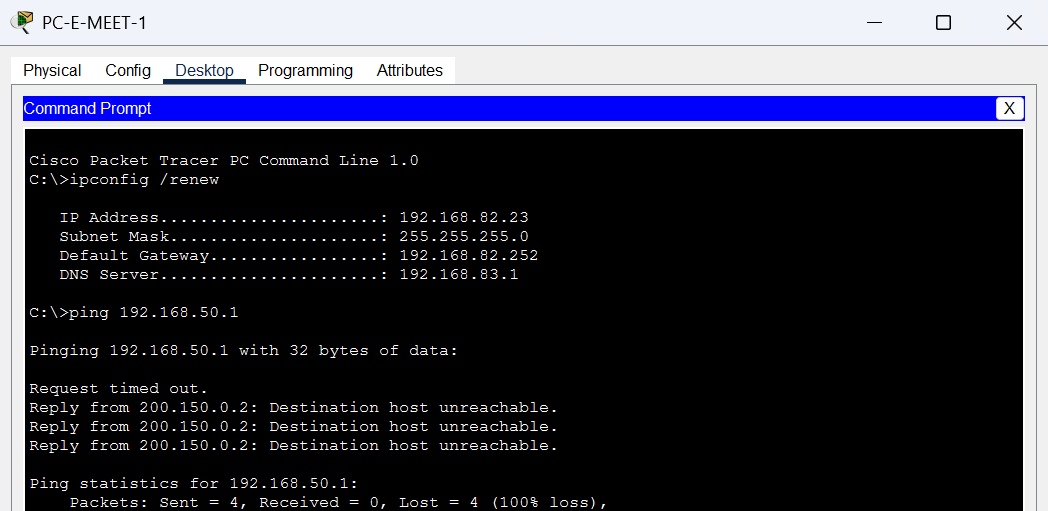 PC-E-MEET-1
Physical Config Desktop Programming Attributes
Command Prompt X
Cisco Packet Tracer PC Command Line 1.0
C:\>ipconfig /renew
IP Address......................: 192.168.82.23
Subnet Mask.....................: 255.255.255.0
Default Gateway.................: 192.168.82.252
DNS Server......................: 192.168.83.1
C:\>ping 192.168.50.1
Pinging 192.168.50.1 with 32 bytes of data:
Request timed out.
Reply from 200.150.0.2: Destination host unreachable.
Reply from 200.150.0.2: Destination host unreachable.
Reply from 200.150.0.2: Destination host unreachable.
Ping statistics for 192.168.50.1:
Packets: Sent = 4, Received = 0, Lost = 4 (100% loss),